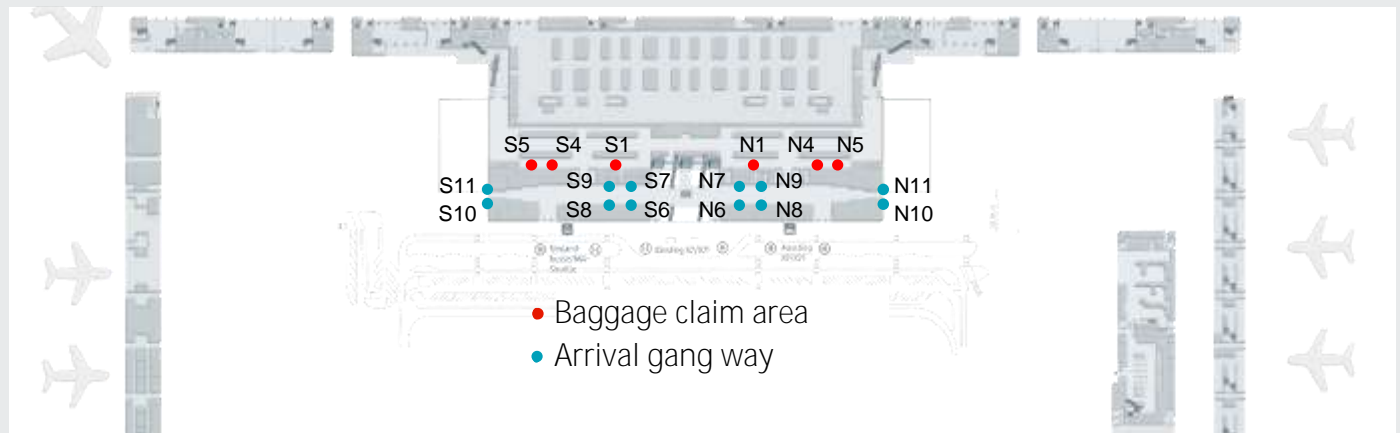 S5 S4 S1 N1 N4 N5
S11 S9 S7 N7 N9 N11
S10 S8 S6 N6 N8 N10
Baggage claim area
Arrival gang way